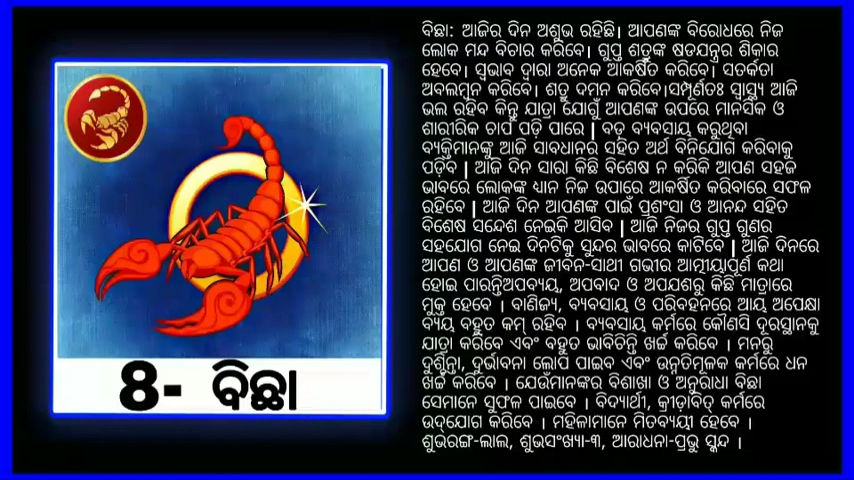 ବିଛା: ଆଜିର ଦିନ ଅଶୁଭ ରହିଛି। ଆପଣଙ୍କ ବିରୋଧରେ ନିଜ
ଲୋକ ମନ୍ଦ ବିଚାର କରିବେ। ଗୁପ୍ତ ଶତ୍ରୁଙ୍କ ଷଡଯନ୍ତ୍ରର ଶିକାର
ହେବେ। ସ୍ୱଭାବ ଦ୍ୱାରା ଅନେକ ଆକର୍ଷିତ କରିବେ। ସତର୍କତା
ଅବଲମ୍ବନ କରିବେ। ଶତ୍ରୁ ଦମନ କରିବେ।ସମ୍ପୂର୍ଣତଃ ସ୍ୱାସ୍ଥ୍ୟ ଆଜି
ଭଲ ରହିବ କିନ୍ତୁ ଯାତ୍ରା ଯୋଗୁଁ ଆପଣଙ୍କ ଉପରେ ମାନସିକ ଓ
ଶାରୀରିକ ଚାପ ପଡ଼ି ପାରେ | ବଡ଼ ବ୍ୟବସାୟ କରୁଥିବା
ବ୍ୟକ୍ତିମାନଙ୍କୁ ଆଜି ସାବଧାନର ସହିତ ଅର୍ଥ ବିନିଯୋଗ କରିବାକୁ
ପଡ଼ିବ | ଆଜି ଦିନ ସାରା କିଛି ବିଶେଷ ନ କରିକି ଆପଣ ସହଜ
ଭାବରେ ଲୋକଙ୍କ ଧ୍ୟାନ ନିଜ ଉପାରେ ଆକର୍ଷିତ କରିବାରେ ସଫଳ
ରହିବେ | ଆଜି ଦିନ ଆପଣଙ୍କ ପାଇଁ ପ୍ରଶଂସା ଓ ଆନନ୍ଦ ସହିତ
ବିଶେଷ ସନ୍ଦେଶ ନେଇକି ଆସିବ | ଆଜି ନିଜର ଗୁପ୍ତ ଗୁଣର
ସହଯୋଗ ନେଇ ଦିନଟିକୁ ସୁନ୍ଦର ଭାବରେ କାଟିବେ | ଆଜି ଦିନରେ
ଆପଣ ଓ ଆପଣଙ୍କ ଜୀବନ-ସାଥୀ ଗଭୀର ଆତ୍ମୀୟାପୂର୍ଣ କଥା
ହୋଇ ପାରନ୍ତିଅପବ୍ୟୟ, ଅପବାଦ ଓ ଅପଯଶରୁ କିଛି ମାତ୍ରାରେ
ମୁକ୍ତ ହେବେ । ବାଣିଜ୍ୟ, ବ୍ୟବସାୟ ଓ ପରିବହନରେ ଆୟ ଅପେକ୍ଷା
ବ୍ୟୟ ବହୁତ କମ୍ ରହିବ । ବ୍ୟବସାୟ କର୍ମରେ କୌଣସି ଦୂରସ୍ଥାନକୁ
ଯାତ୍ରା କରିବେ ଏବଂ ବହୁତ ଭାବିଚିନ୍ତି ଖର୍ଚ୍ଚ କରିବେ । ମନରୁ
ଦୁଶ୍ଚିନ୍ତା, ଦୁର୍ଭାବନା ଲୋପ ପାଇବ ଏବଂ ଉନ୍ନତିମୂଳକ କର୍ମରେ ଧନ
ଖର୍ଚ୍ଚ କରିବେ । ଯେଉଁମାନଙ୍କର ବିଶାଖା ଓ ଅନୁରାଧା ବିଛା
ସେମାନେ ସୁଫଳ ପାଇବେ । ବିଦ୍ୟାର୍ଥୀ, କ୍ରୀଡ଼ାବିତ୍ କର୍ମରେ
ଉଦ୍‌ଯୋଗ କରିବେ । ମହିଳାମାନେ ମିତବ୍ୟୟୀ ହେବେ ।
ଶୁଭରଙ୍ଗ-ଲାଲ, ଶୁଭସଂଖ୍ୟା-୩, ଆରାଧନା-ପ୍ରଭୁ ସ୍କନ୍ଦ ।
8- ବିଛା